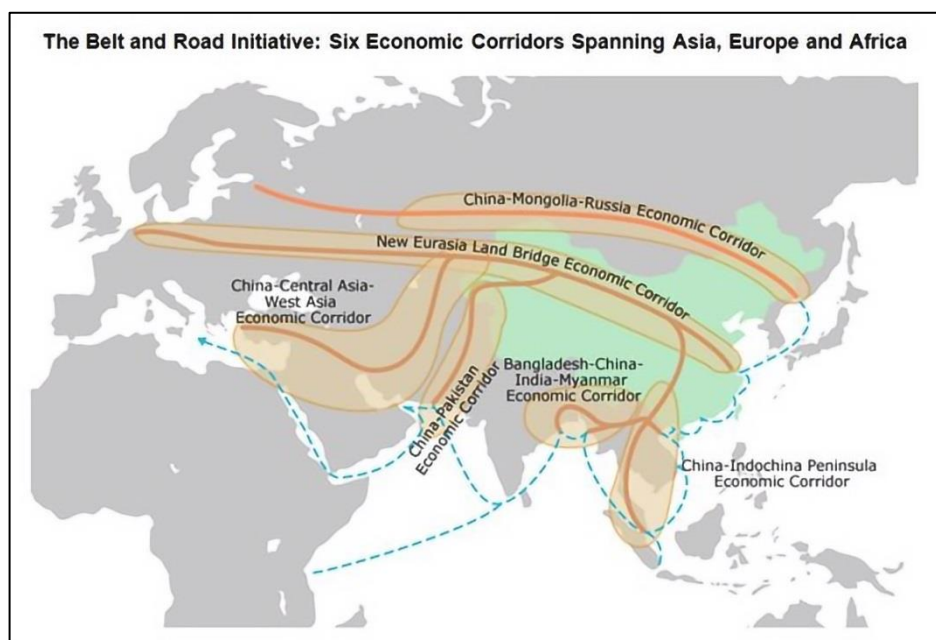 The Belt and Road Initiative: Six Economic Corridors Spanning Asia, Europe and Africa
China-Mongolia-Russia Economic Corridor
New Eurasia Land Bridge Economic Corridor
China-Central Asia-
West Asia
Economic Corridor
China-Pakistan
Economic Corridor
Bangladesh-China-
India-Myanmar
Economic Corridor
China-Indochina Peninsula
Economic Corridor